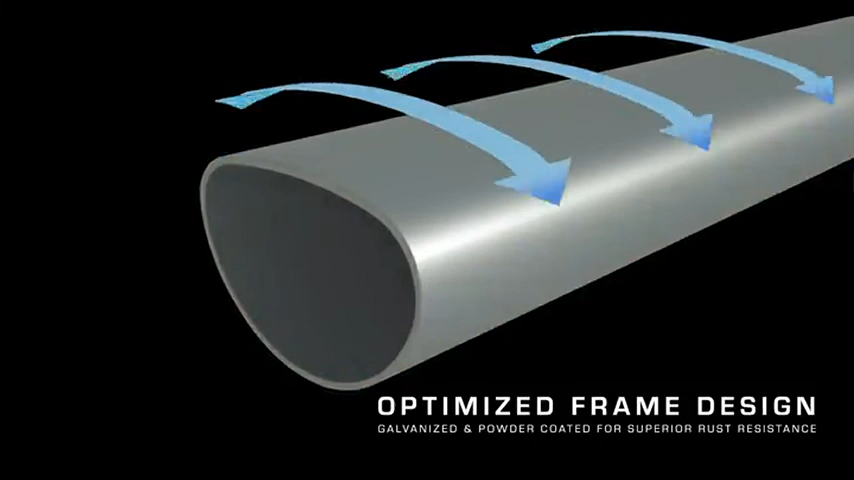 OPTIMIZED FRAME DESIGN
GALVANIZED & POWDER COATED FOR SUPERIOR RUST RESISTANCE